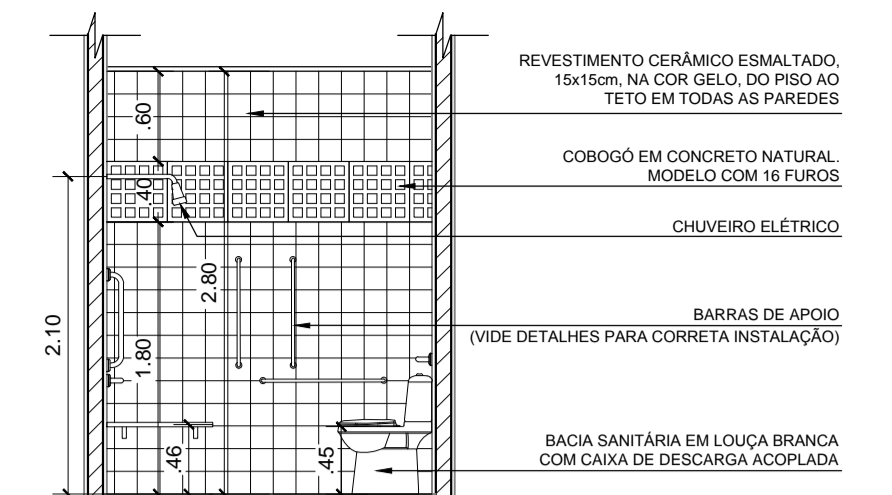 REVESTIMENTO CERÂMICO ESMALTADO,
15x15cm, NA COR GELO, DO PISO AO
TETO EM TODAS AS PAREDES
COBOGÓ EM CONCRETO NATURAL.
MODELO COM 16 FUROS
CHUVEIRO ELÉTRICO
BARRAS DE APOIO
(VIDE DETALHES PARA CORRETA INSTALAÇÃO)
BACIA SANITÁRIA EM LOUÇA BRANCA
COM CAIXA DE DESCARGA ACOPLADA
.60
.40
2.80
2.10
1.80
.46
.45